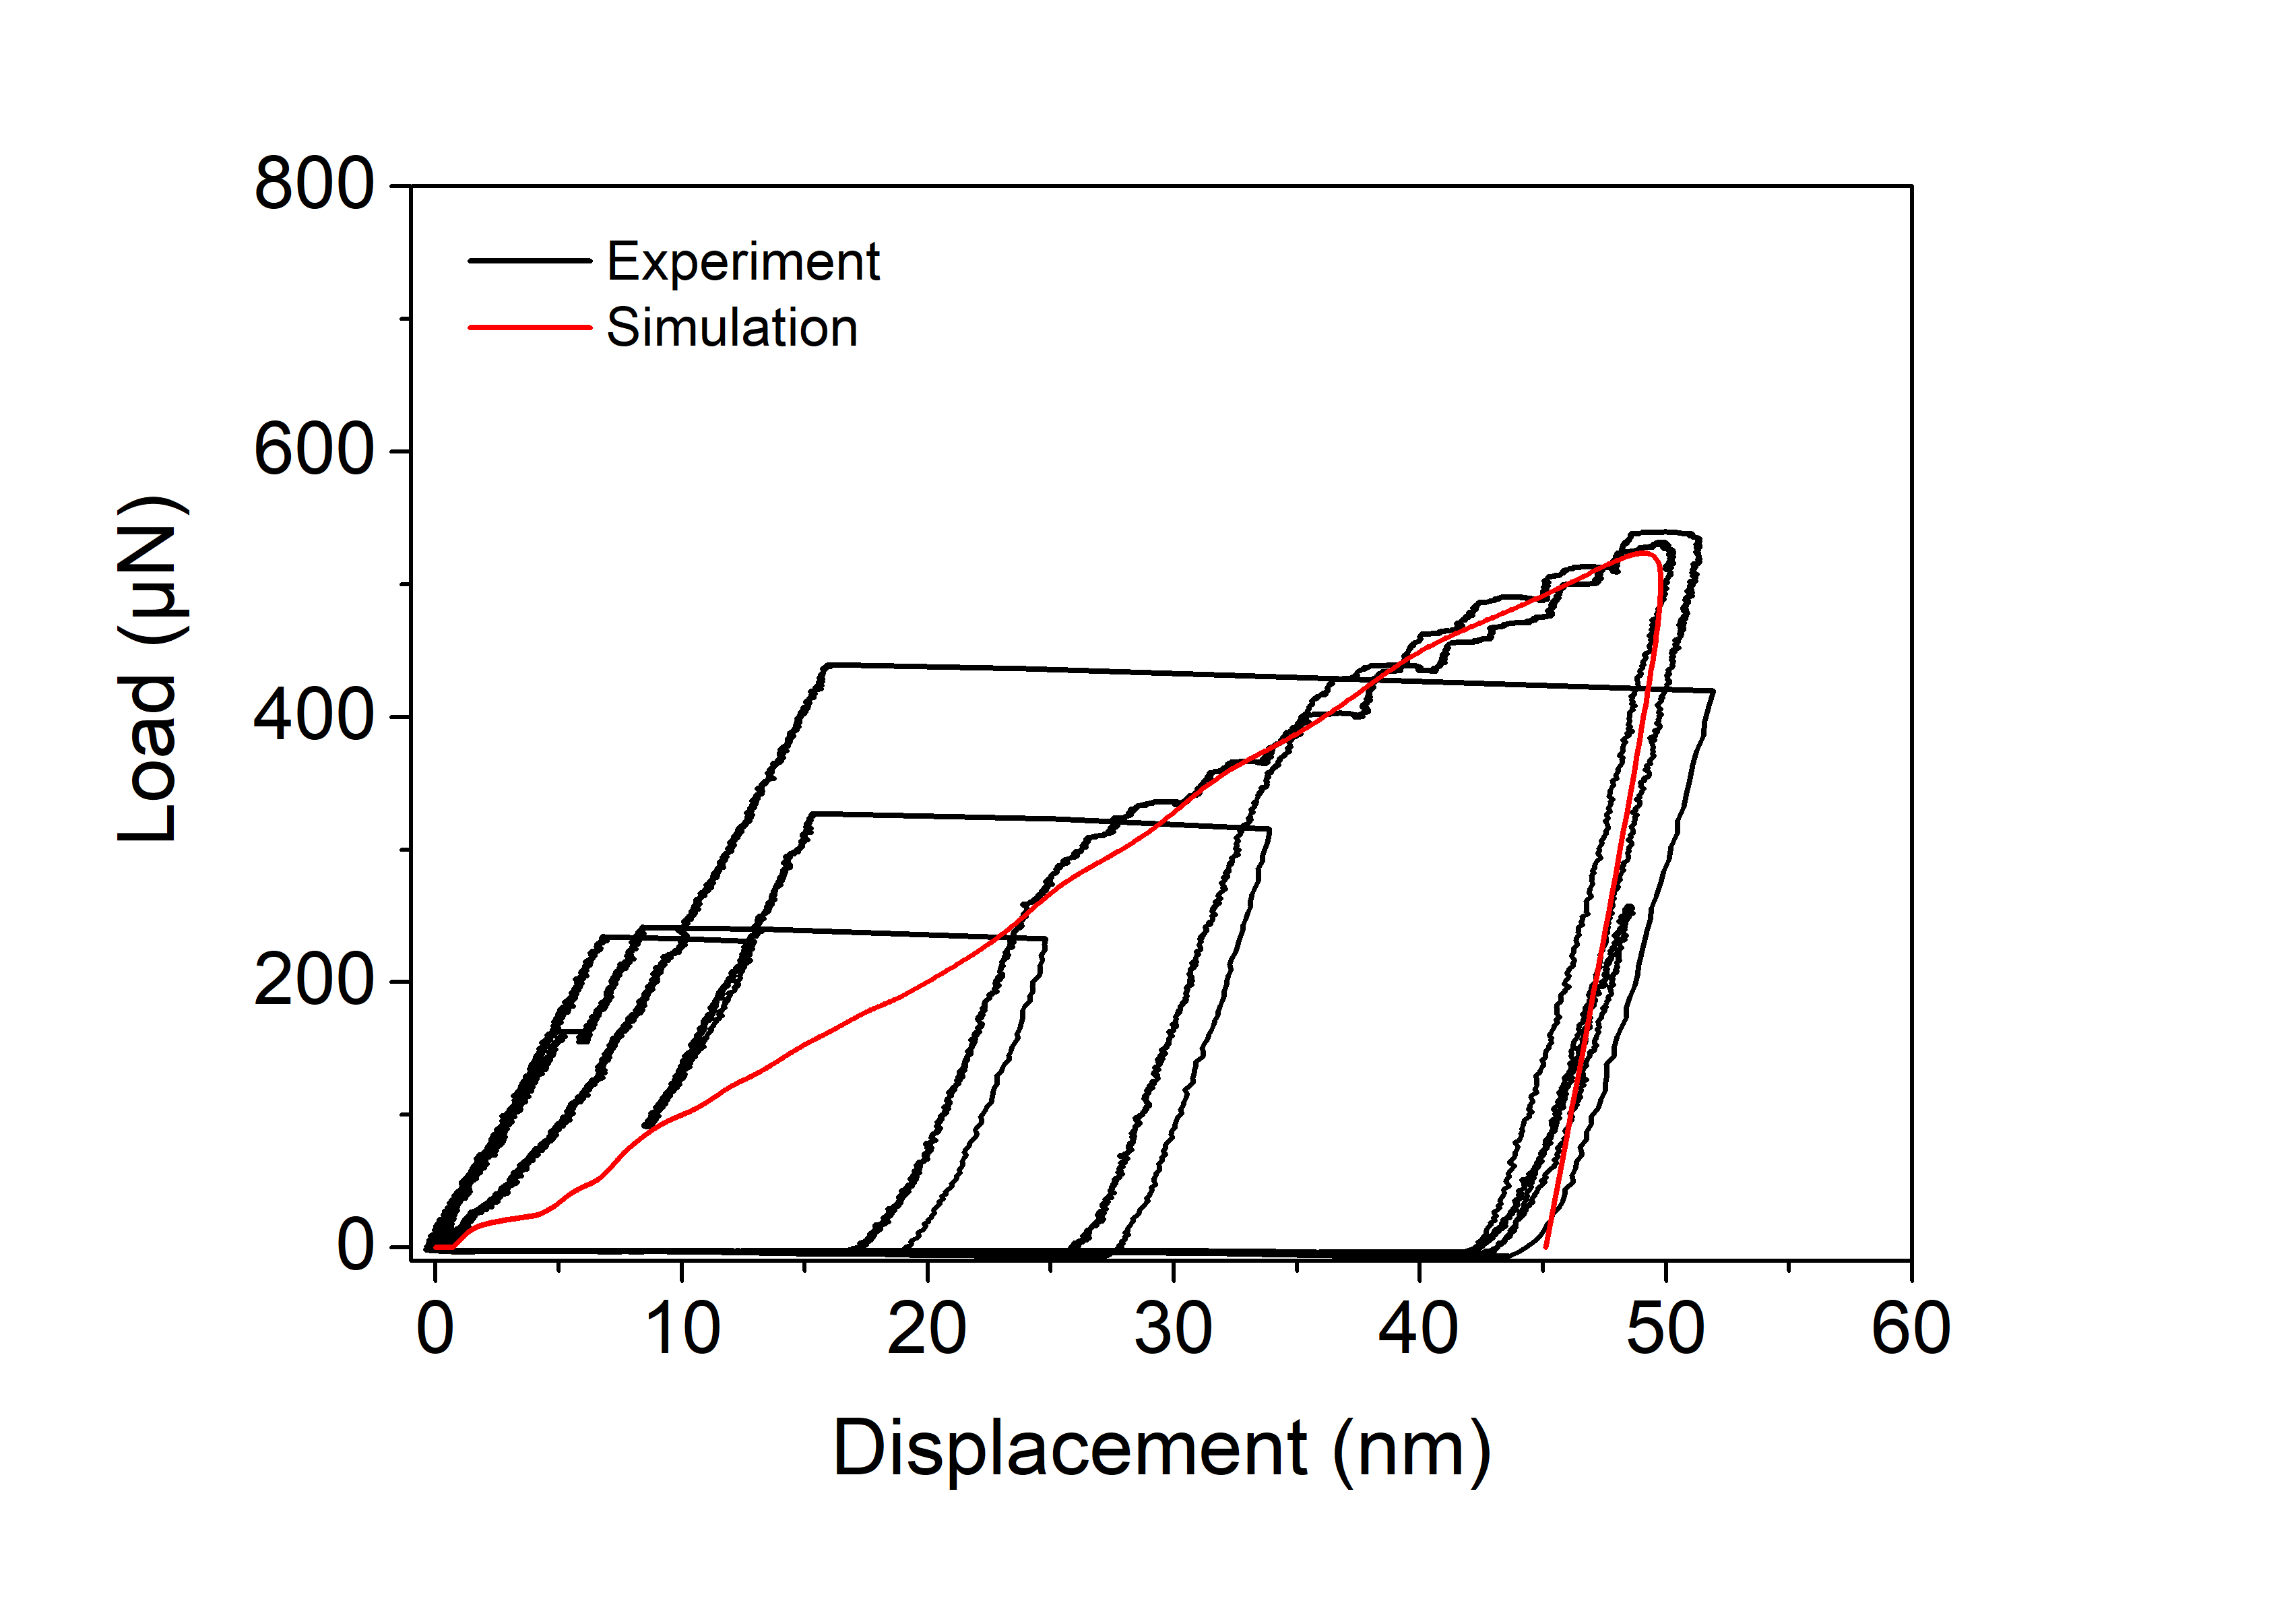 800
600
400
200
0
Load (μN)
Experiment
Simulation
0 10 20 30 40 50 60
Displacement (nm)